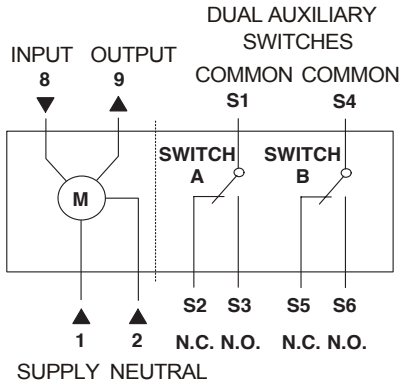 DUAL AUXILIARY
SWITCHES
INPUT OUTPUT
8 9
COMMON COMMON
S1 S4
SWITCH SWITCH
A B
M
S2 S3 S5 S6
1 2
N.C. N.O. N.C. N.O.
SUPPLY NEUTRAL